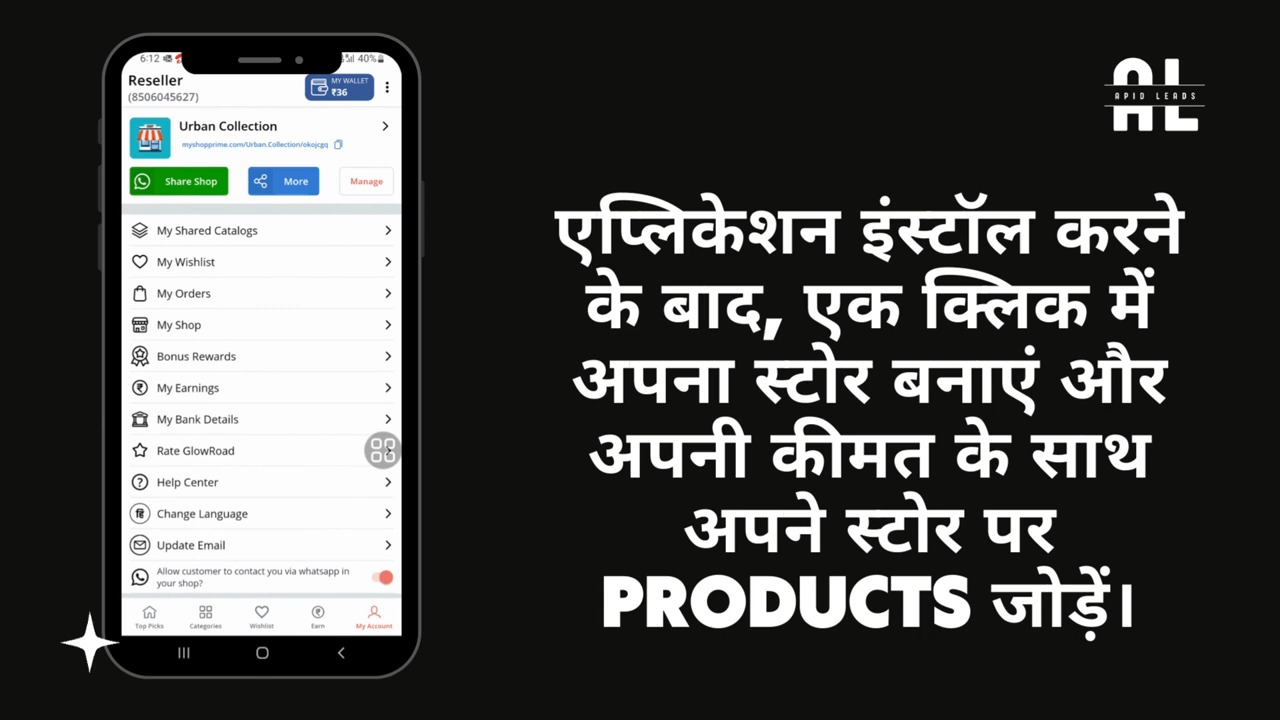 6:12
40%
Reseller
(8506045627)
MY WALLET
₹36
Urban Collection
myshopprime.com/Urban.Collection/okojcgq
Share Shop
More
Manage
My Shared Catalogs
My Wishlist
My Orders
My Shop
Bonus Rewards
My Earnings
My Bank Details
Rate GlowRoad
Help Center
हिं
Change Language
Update Email
Allow customer to contact you via whatsapp in
your shop?
Top Picks
Categories
Wishlist
Earn
My Account
AL
APID LEADS
एप्लिकेशन इंस्टॉल करने
के बाद, एक क्लिक में
अपना स्टोर बनाएं और
अपनी कीमत के साथ
अपने स्टोर पर
PRODUCTS जोड़ें।